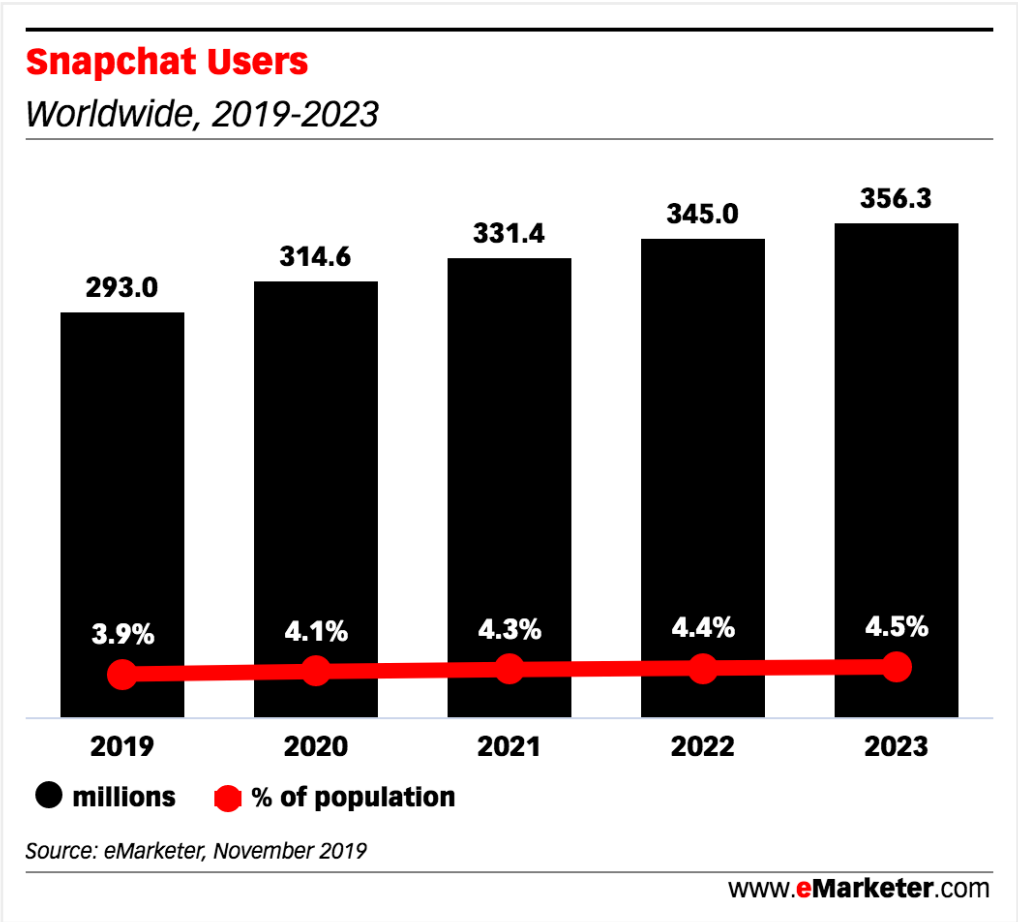 Snapchat Users
Worldwide, 2019-2023
293.0
314.6
331.4
345.0
356.3
3.9%
4.1%
4.3%
4.4%
4.5%
2019
2020
2021
2022
2023
millions
% of population
Source: eMarketer, November 2019
www.eMarketer.com